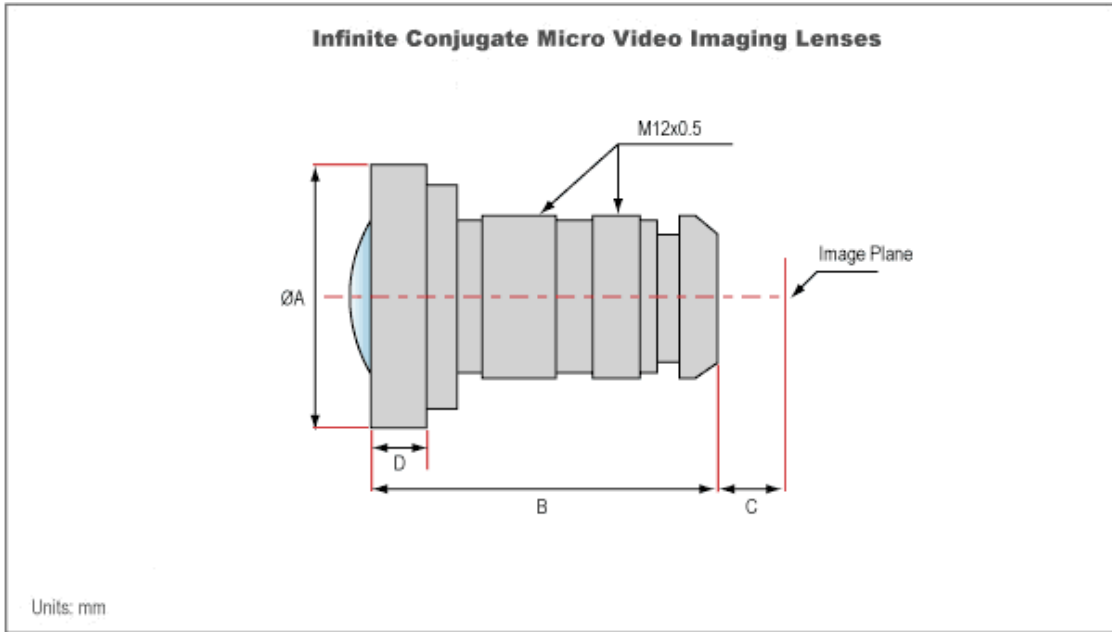 Infinite Conjugate Micro Video Imaging Lenses
M12x0.5
Image Plane
ØA
D
B
C
Units: mm